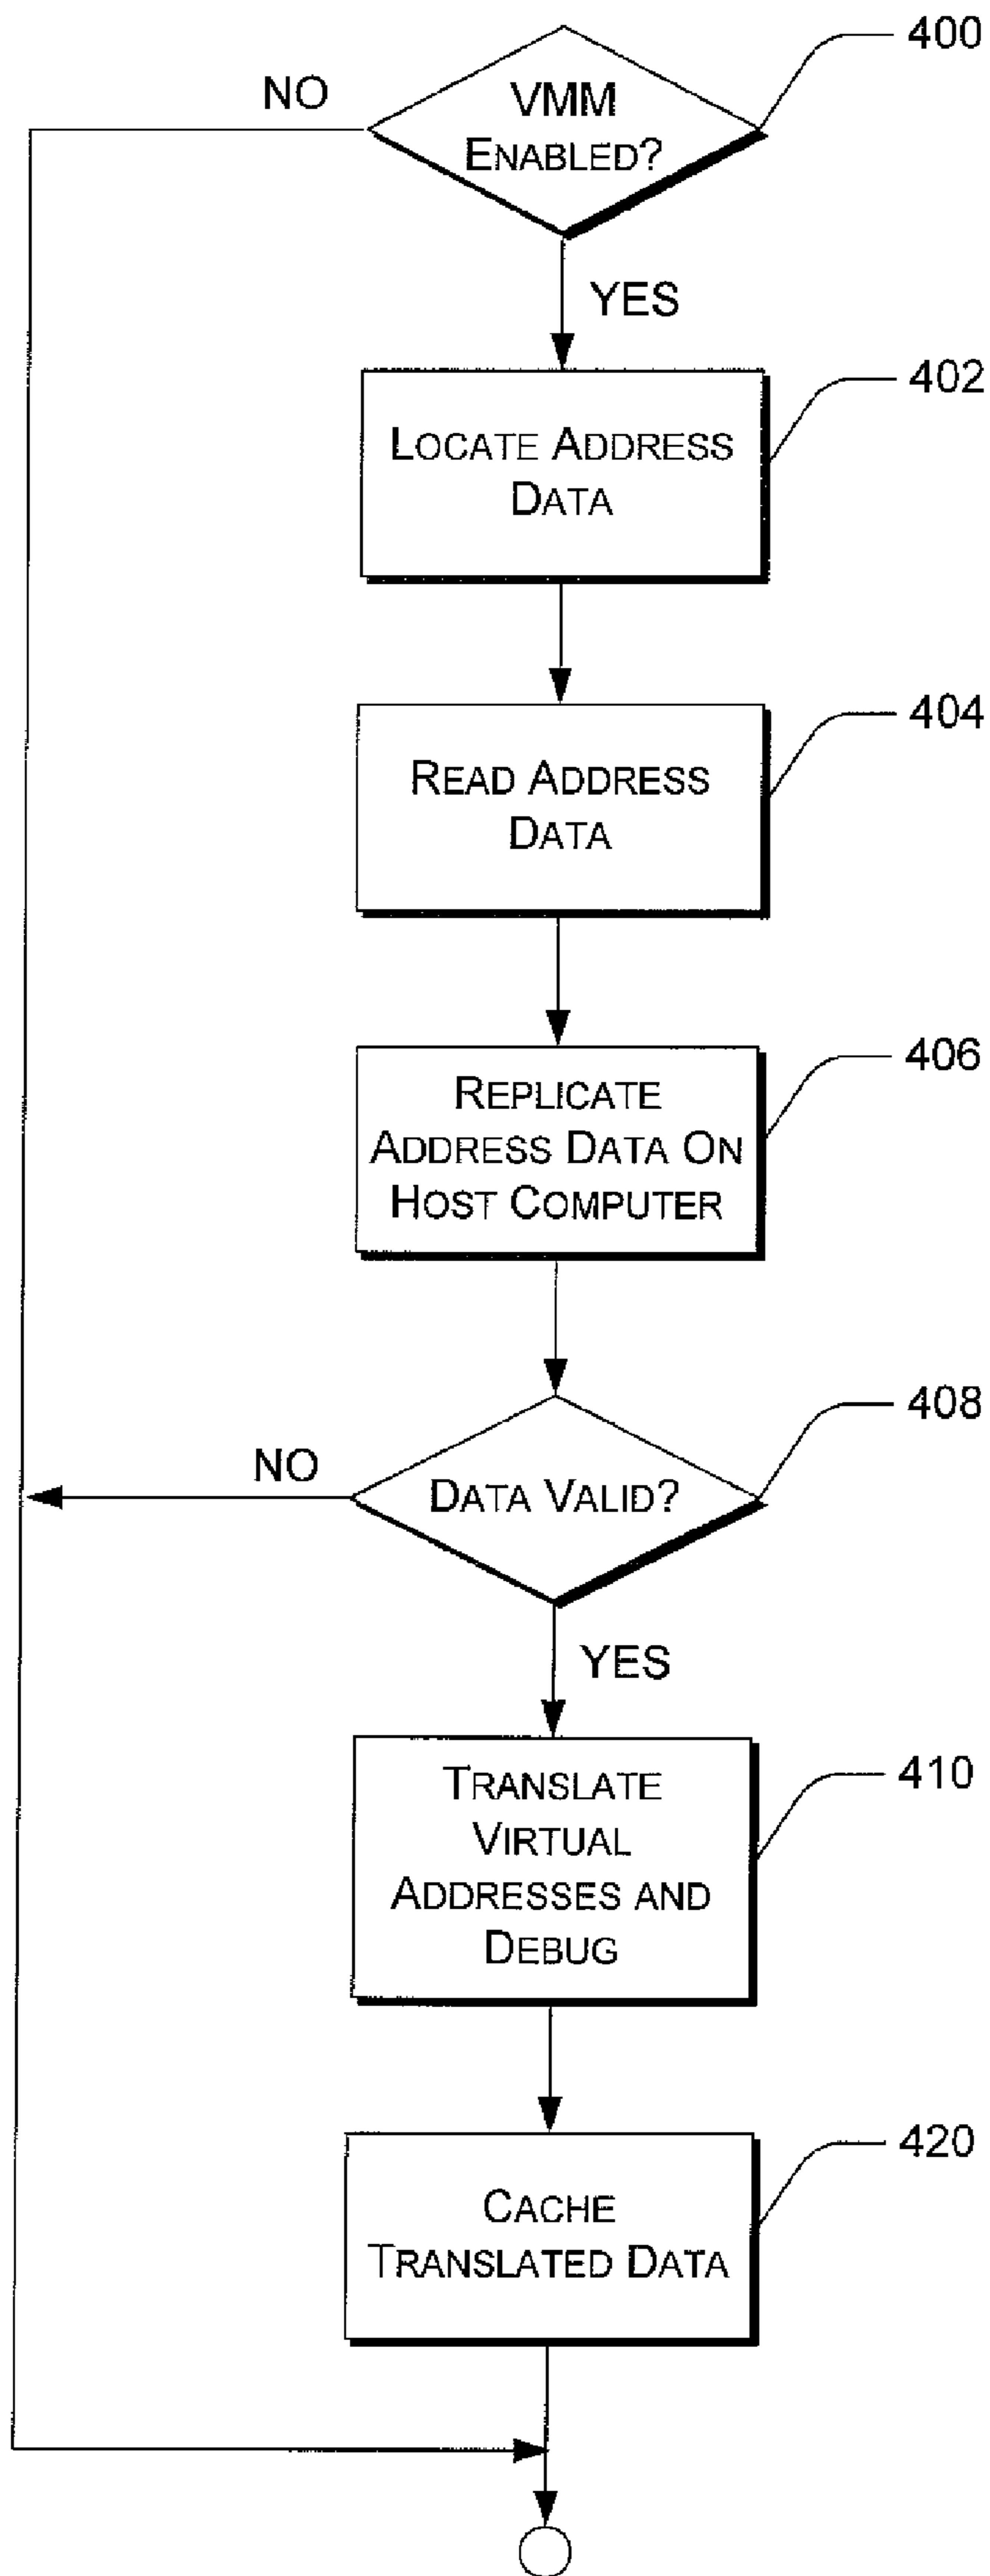 400
NO
VMM
ENABLED?
YES
402
LOCATE ADDRESS
DATA
404
READ ADDRESS
DATA
406
REPLICATE
ADDRESS DATA ON
HOST COMPUTER
408
NO
DATA VALID?
YES
410
TRANSLATE
VIRTUAL
ADDRESSES AND
DEBUG
420
CACHE
TRANSLATED DATA